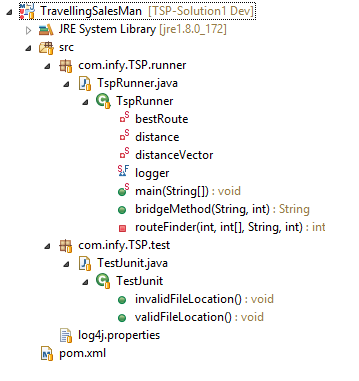 TravellingSalesMan [TSP-Solution1 Dev]
JRE System Library [jre1.8.0_172]
src
com.infy.TSP.runner
TspRunner.java
TspRunner
bestRoute
distance
distanceVector
logger
main(String[]) : void
bridgeMethod(String, int) : String
routeFinder(int, int[], String, int) : int
com.infy.TSP.test
TestJunit.java
TestJunit
invalidFileLocation() : void
validFileLocation() : void
log4j.properties
pom.xml